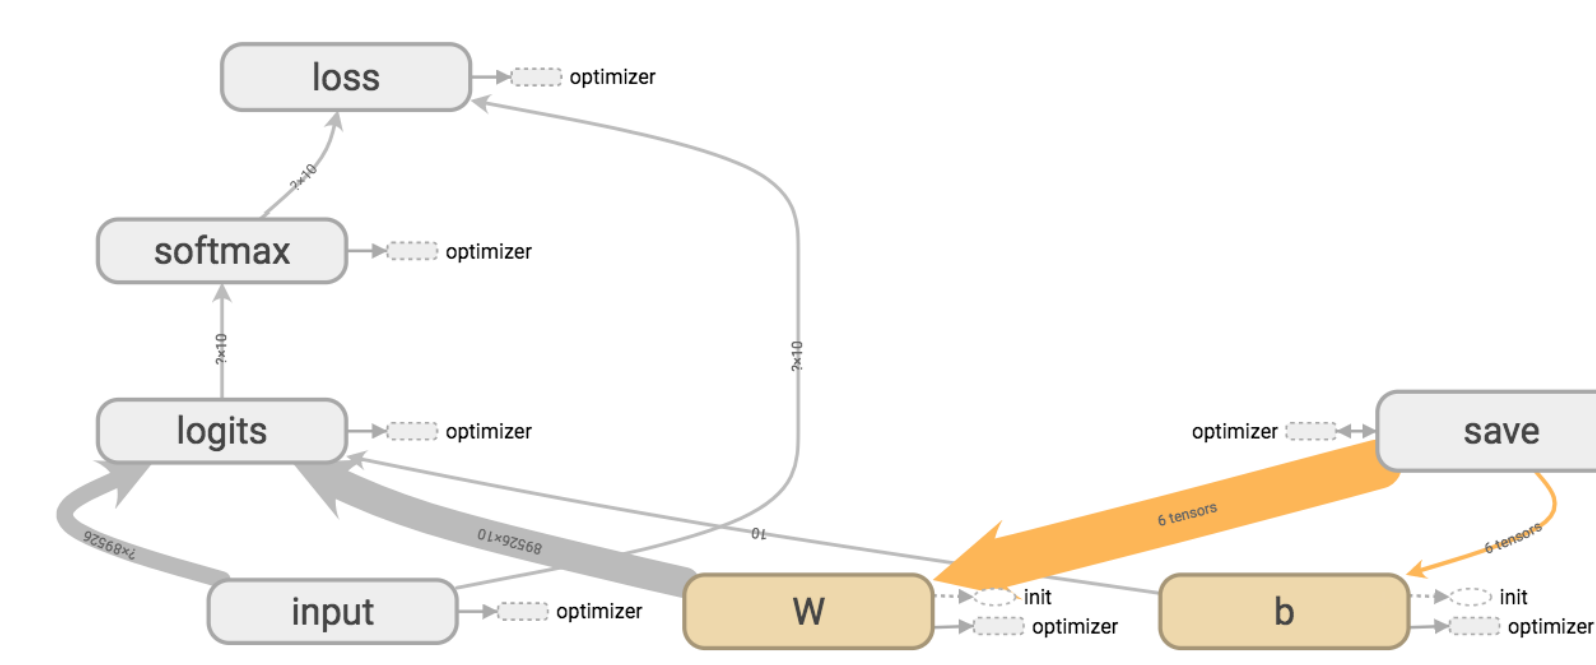 loss
optimizer
?×10
softmax
optimizer
?×10
?×10
logits
optimizer
optimizer
save
6 tensors
6 tensors
?×89526
89526×10
10
input
optimizer
W
init
optimizer
b
init
optimizer